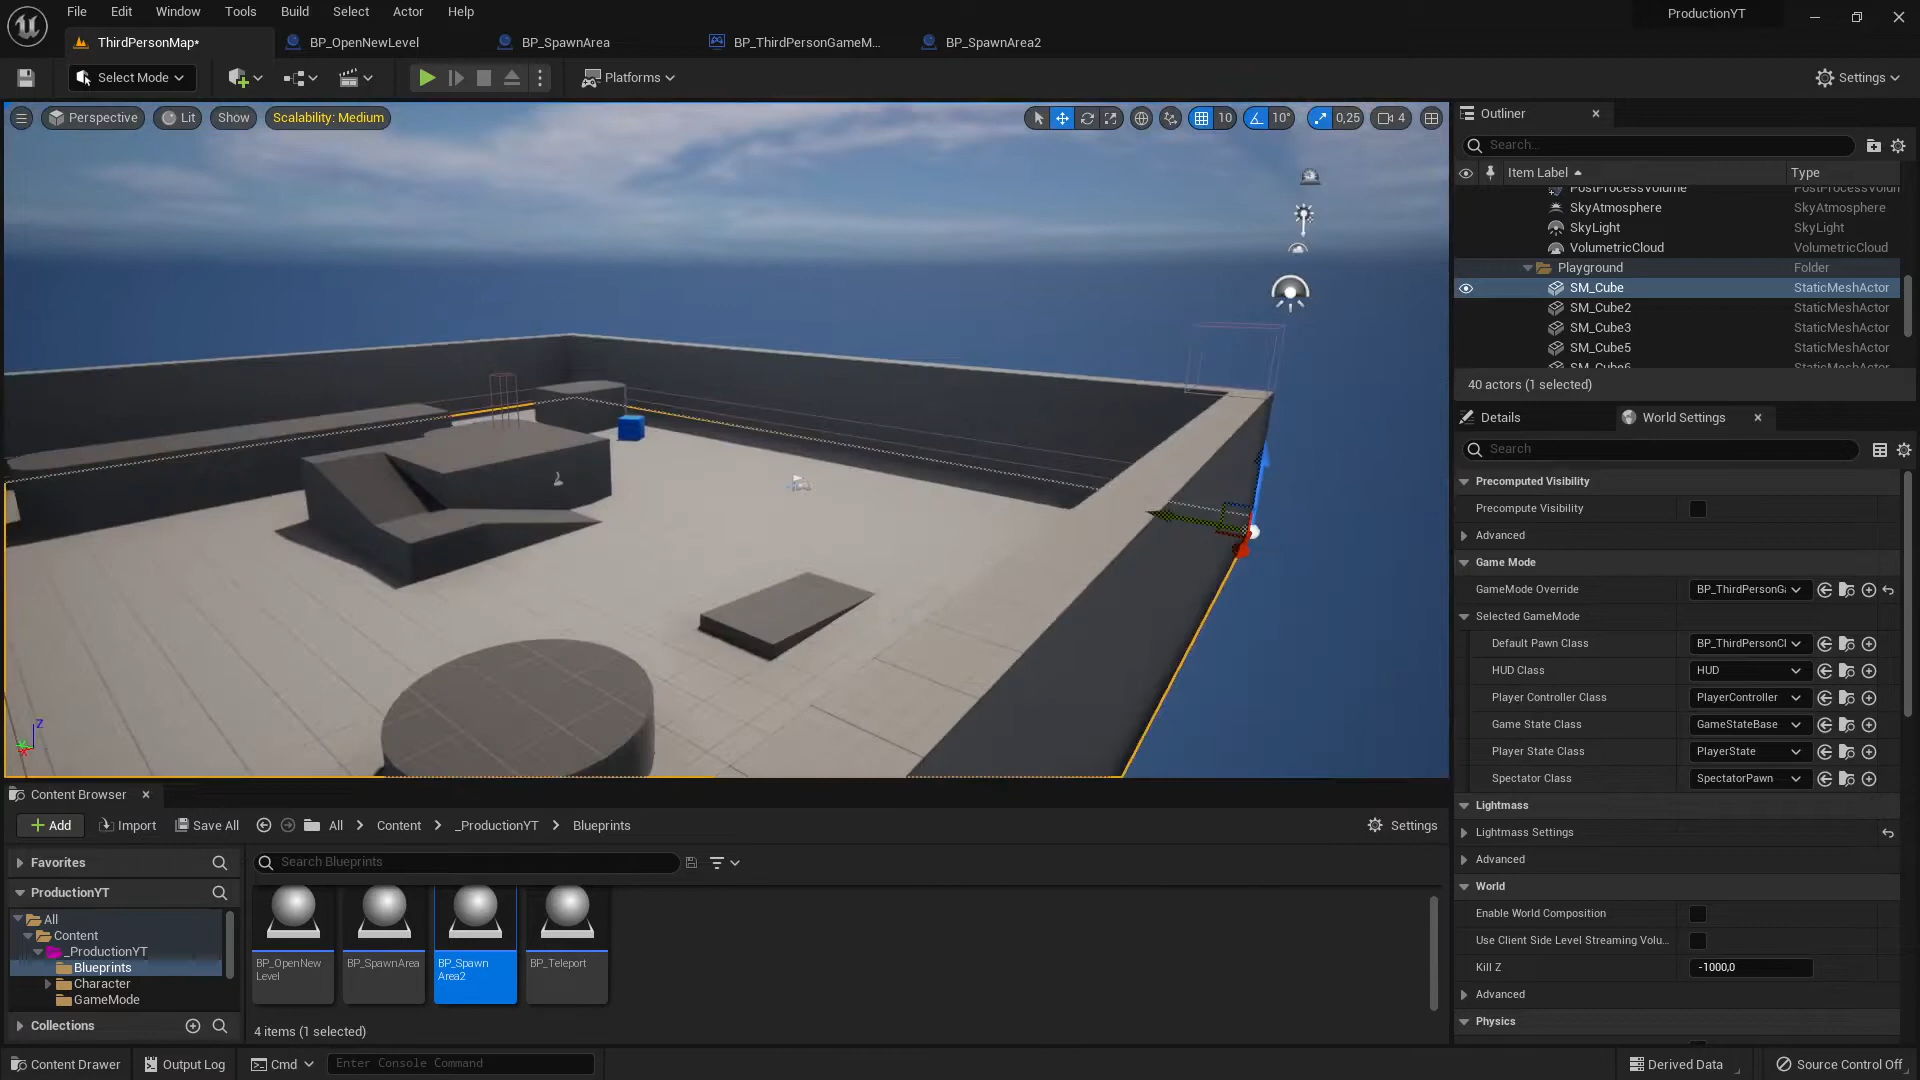 File Edit Window Tools Build Select Actor Help
ProductionYT
ThirdPersonMap* BP_OpenNewLevel BP_SpawnArea BP_ThirdPersonGameM... BP_SpawnArea2
Select Mode Platforms Settings
Perspective Lit Show Scalability: Medium 10 10° 0,25 4
Outliner
Search...
Item Label Type
PostProcessVolume PostProcessVolun
SkyAtmosphere SkyAtmosphere
SkyLight SkyLight
VolumetricCloud VolumetricCloud
Playground Folder
SM_Cube StaticMeshActor
SM_Cube2 StaticMeshActor
SM_Cube3 StaticMeshActor
SM_Cube5 StaticMeshActor
SM_Cube6
40 actors (1 selected)
Details World Settings
Search
Precomputed Visibility
Precompute Visibility
Advanced
Game Mode
GameMode Override BP_ThirdPersonGa
Selected GameMode
Default Pawn Class BP_ThirdPersonCl
HUD Class HUD
Player Controller Class PlayerController
Game State Class GameStateBase
Player State Class PlayerState
Spectator Class SpectatorPawn
Lightmass
Lightmass Settings
Advanced
World
Enable World Composition
Use Client Side Level Streaming Volu...
Kill Z -1000,0
Advanced
Physics
Z
Content Browser
Add Import Save All All Content _ProductionYT Blueprints Settings
Favorites
Search Blueprints
ProductionYT
All
Content
_ProductionYT
Blueprints
Character
GameMode
Collections
BP_OpenNew
Level
BP_SpawnArea
BP_Spawn
Area2
BP_Teleport
4 items (1 selected)
Content Drawer Output Log Cmd Enter Console Command Derived Data Source Control Off